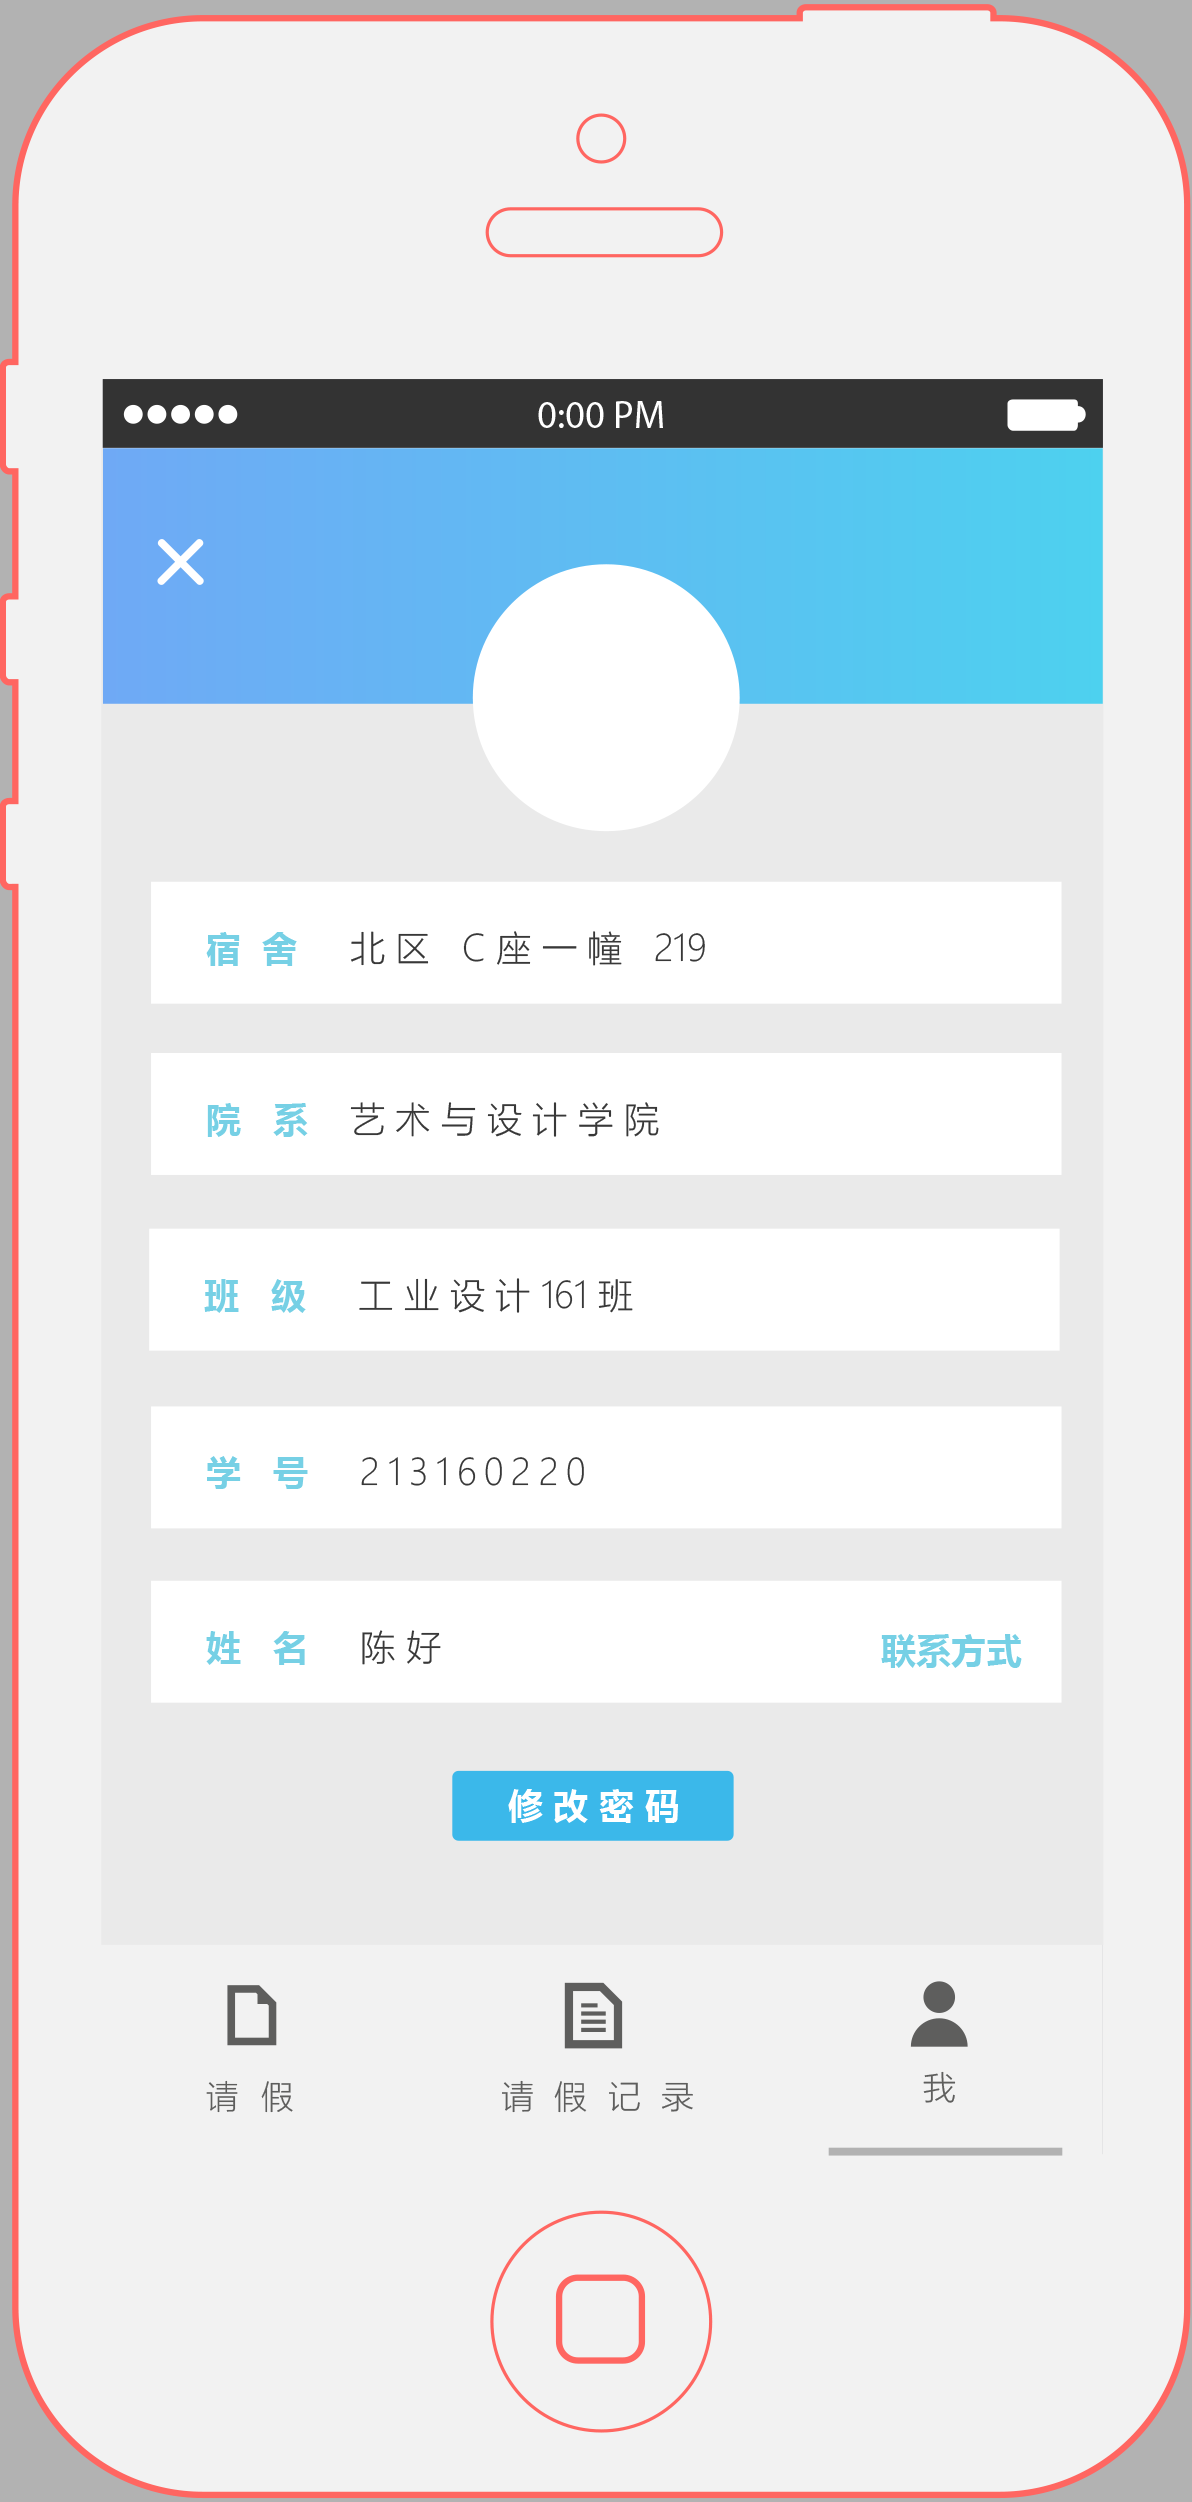 0:00 PM
宿 舍 北区 C座一幢 219
院 系 艺术与设计学院
班 级 工业设计161班
学 号 213160220
姓 名 陈好 联系方式
修改密码
请 假 请 假 记 录 我